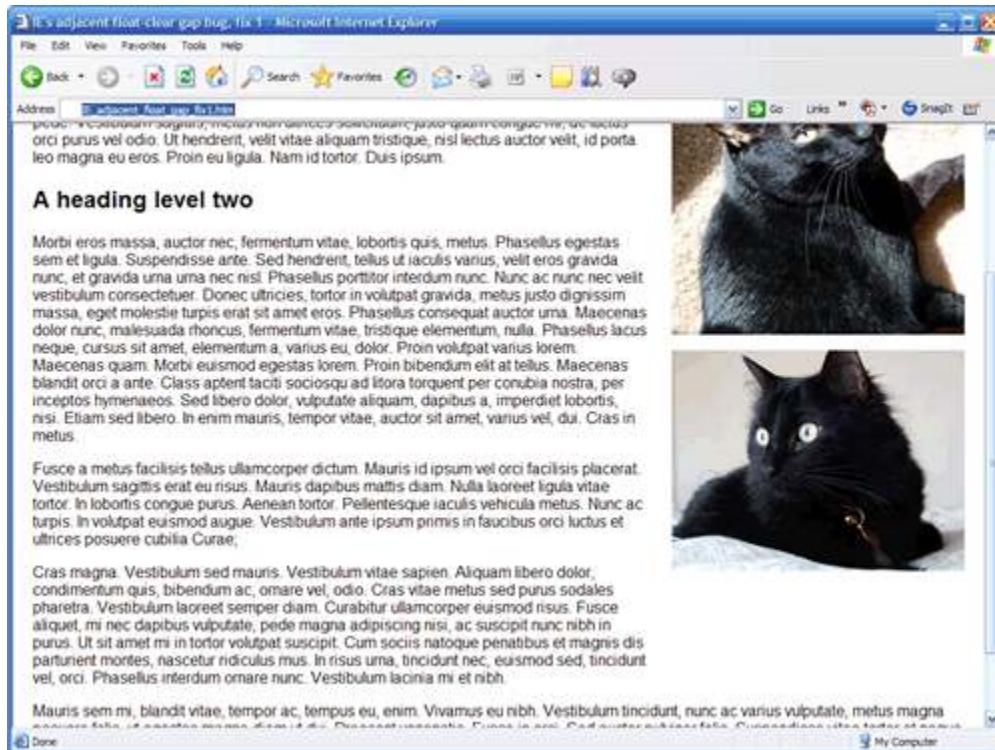 IE's adjacent float-clear gap bug, fix 1 - Microsoft Internet Explorer
File Edit View Favorites Tools Help
Back Search Favorites
Address IE_adjacent_float_gap_fix1.htm Go Links » SnagIt
orci purus vel odio. Ut hendrerit, velit vitae aliquam tristique, nisl lectus auctor velit, id porta
leo magna eu eros. Proin eu ligula. Nam id tortor. Duis ipsum.
A heading level two
Morbi eros massa, auctor nec, fermentum vitae, lobortis quis, metus. Phasellus egestas
sem et ligula. Suspendisse ante. Sed hendrerit, tellus ut iaculis varius, velit eros gravida
nunc, et gravida urna urna nec nisl. Phasellus porttitor interdum nunc. Nunc ac nunc nec velit
vestibulum consectetuer. Donec ultricies, tortor in volutpat gravida, metus justo dignissim
massa, eget molestie turpis erat sit amet eros. Phasellus consequat auctor urna. Maecenas
dolor nunc, malesuada rhoncus, fermentum vitae, tristique elementum, nulla. Phasellus lacus
neque, cursus sit amet, elementum a, varius eu, dolor. Proin volutpat varius lorem.
Maecenas quam. Morbi euismod egestas lorem. Proin bibendum elit at tellus. Maecenas
blandit orci a ante. Class aptent taciti sociosqu ad litora torquent per conubia nostra, per
inceptos hymenaeos. Sed libero dolor, vulputate aliquam, dapibus a, imperdiet lobortis,
nisi. Etiam sed libero. In enim mauris, tempor vitae, auctor sit amet, varius vel, dui. Cras in
metus.
Fusce a metus facilisis tellus ullamcorper dictum. Mauris id ipsum vel orci facilisis placerat.
Vestibulum sagittis erat eu risus. Mauris dapibus mattis diam. Nulla laoreet ligula vitae
tortor. In lobortis congue purus. Aenean tortor. Pellentesque iaculis vehicula metus. Nunc ac
turpis. In volutpat euismod augue. Vestibulum ante ipsum primis in faucibus orci luctus et
ultrices posuere cubilia Curae;
Cras magna. Vestibulum sed mauris. Vestibulum vitae sapien. Aliquam libero dolor,
condimentum quis, bibendum ac, ornare vel, odio. Cras vitae metus sed purus sodales
pharetra. Vestibulum laoreet semper diam. Curabitur ullamcorper euismod risus. Fusce
aliquet, mi nec dapibus vulputate, pede magna adipiscing nisi, ac suscipit nunc nibh in
purus. Ut sit amet mi in tortor volutpat suscipit. Cum sociis natoque penatibus et magnis dis
parturient montes, nascetur ridiculus mus. In risus urna, tincidunt nec, euismod sed, tincidunt
vel, orci. Phasellus interdum ornare nunc. Vestibulum lacinia mi et nibh.
Mauris sem mi, blandit vitae, tempor ac, tempus eu, enim. Vivamus eu nibh. Vestibulum tincidunt, nunc ac varius vulputate, metus magna
Done My Computer